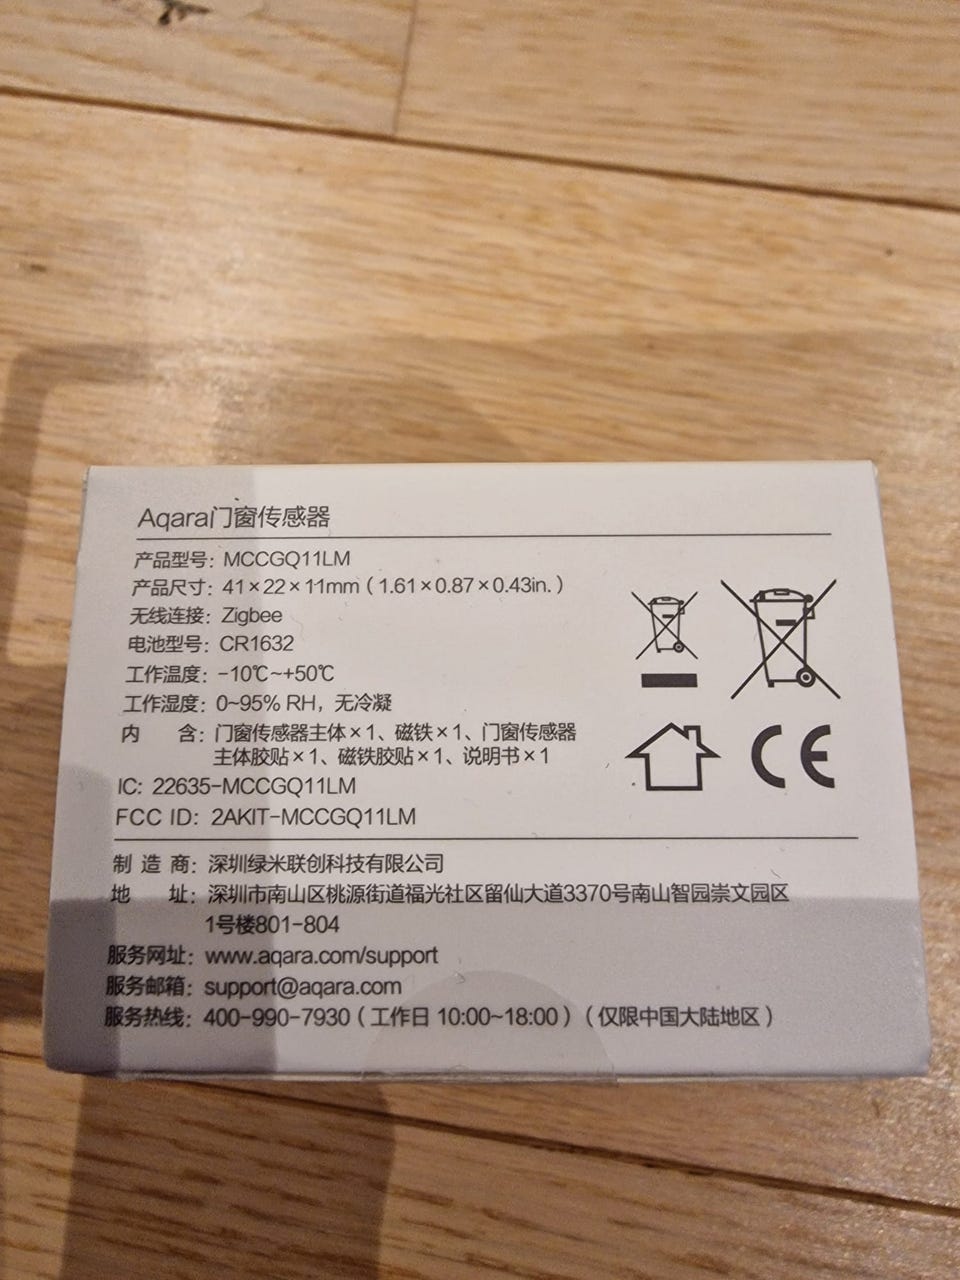 Aqara门窗传感器
产品型号：MCCGQ11LM
产品尺寸：41×22×11mm（1.61×0.87×0.43in.）
无线连接：Zigbee
电池型号：CR1632
工作温度：-10℃~+50℃
工作湿度：0~95% RH，无冷凝
内 含：门窗传感器主体×1、磁铁×1、门窗传感器
主体胶贴×1、磁铁胶贴×1、说明书×1
IC: 22635-MCCGQ11LM
FCC ID: 2AKIT-MCCGQ11LM
CE
制 造 商：深圳绿米联创科技有限公司
地 址：深圳市南山区桃源街道福光社区留仙大道3370号南山智园崇文园区
1号楼801-804
服务网址：www.aqara.com/support
服务邮箱：support@aqara.com
服务热线：400-990-7930（工作日 10:00~18:00）（仅限中国大陆地区）